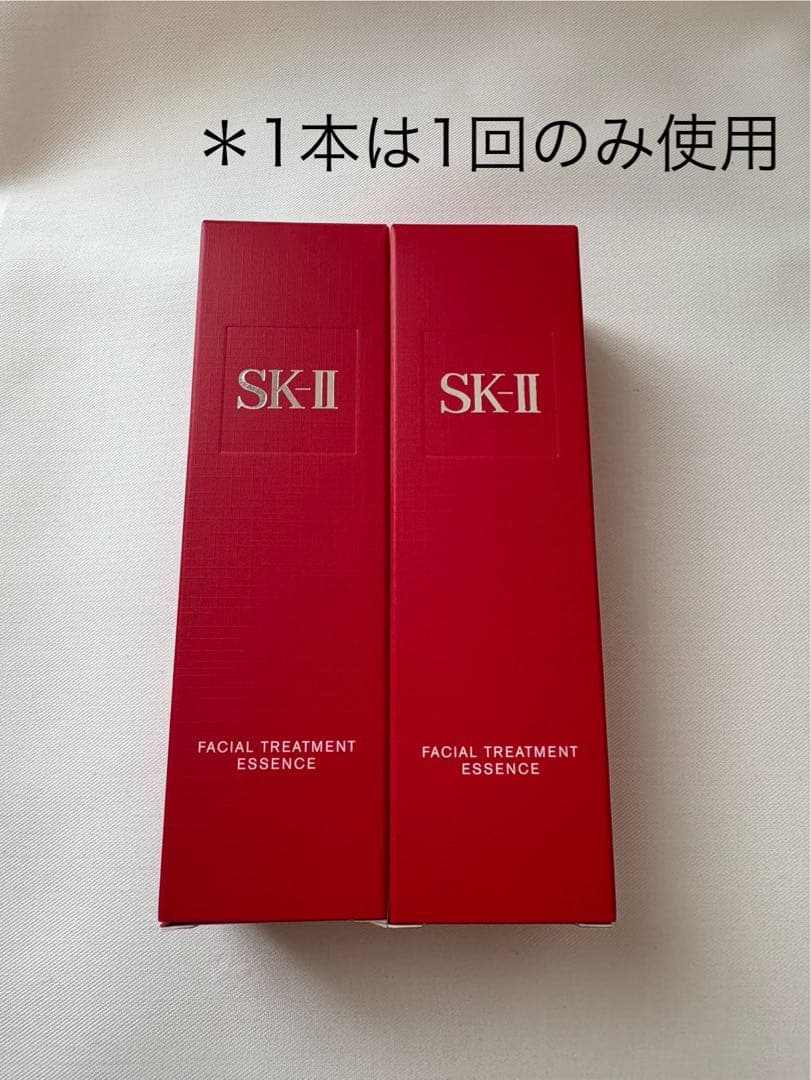 ＊1本は1回のみ使用
SK-II
FACIAL TREATMENT
ESSENCE
SK-II
FACIAL TREATMENT
ESSENCE